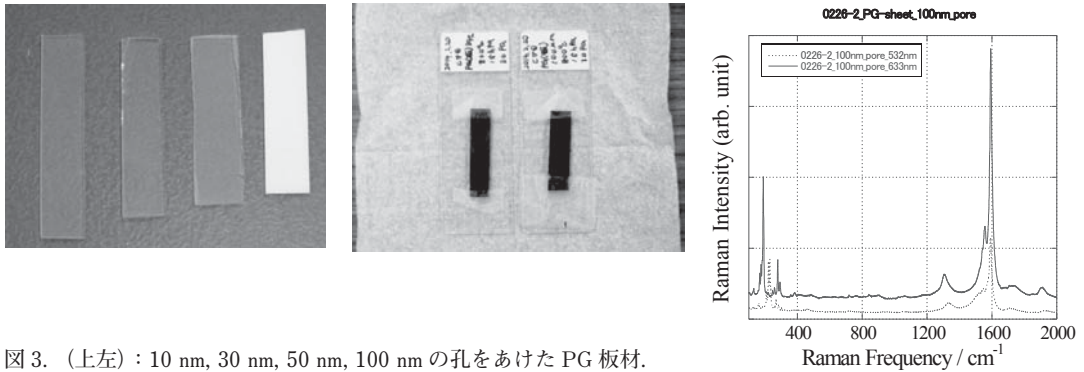 0226-2_PG-sheet_100nm_pore
0226-2_100nm_pore_532nm
0226-2_100nm_pore_633nm
Raman Intensity (arb. unit)
400
800
1200
1600
2000
Raman Frequency / cm⁻¹
図 3. (上左) : 10 nm, 30 nm, 50 nm, 100 nm の孔をあけた PG 板材.